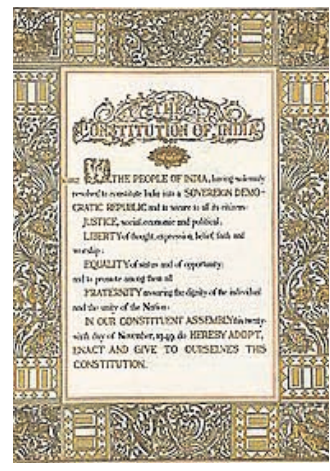 THE
CONSTITUTION OF INDIA
WE, THE PEOPLE OF INDIA, having solemnly
resolved to constitute India into a SOVEREIGN DEMO-
CRATIC REPUBLIC and to secure to all its citizens:
JUSTICE, social, economic and political;
LIBERTY of thought, expression, belief, faith and
worship;
EQUALITY of status and of opportunity;
and to promote among them all
FRATERNITY assuring the dignity of the individual
and the unity of the Nation;
IN OUR CONSTITUENT ASSEMBLY this twenty-
sixth day of November, 1949, do HEREBY ADOPT,
ENACT AND GIVE TO OURSELVES THIS
CONSTITUTION.